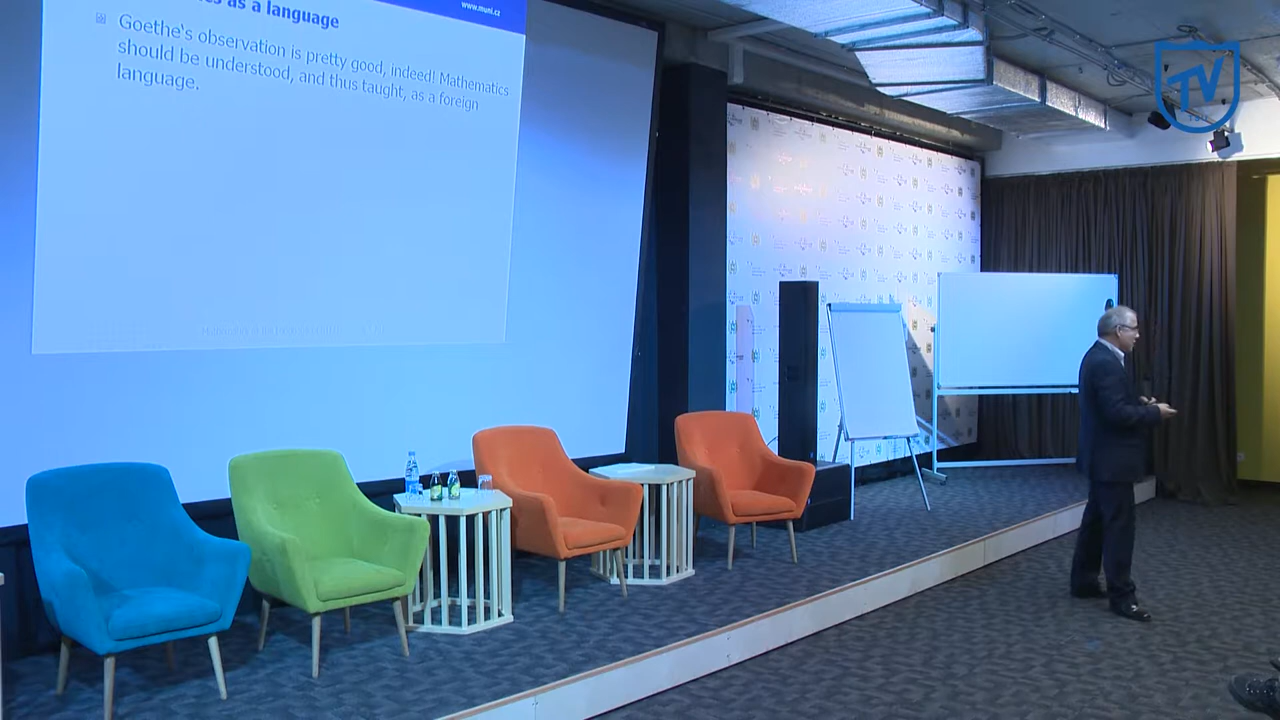 as a language
www.muni.cz
Goethe's observation is pretty good, indeed! Mathematics
should be understood, and thus taught, as a foreign
language.
TV